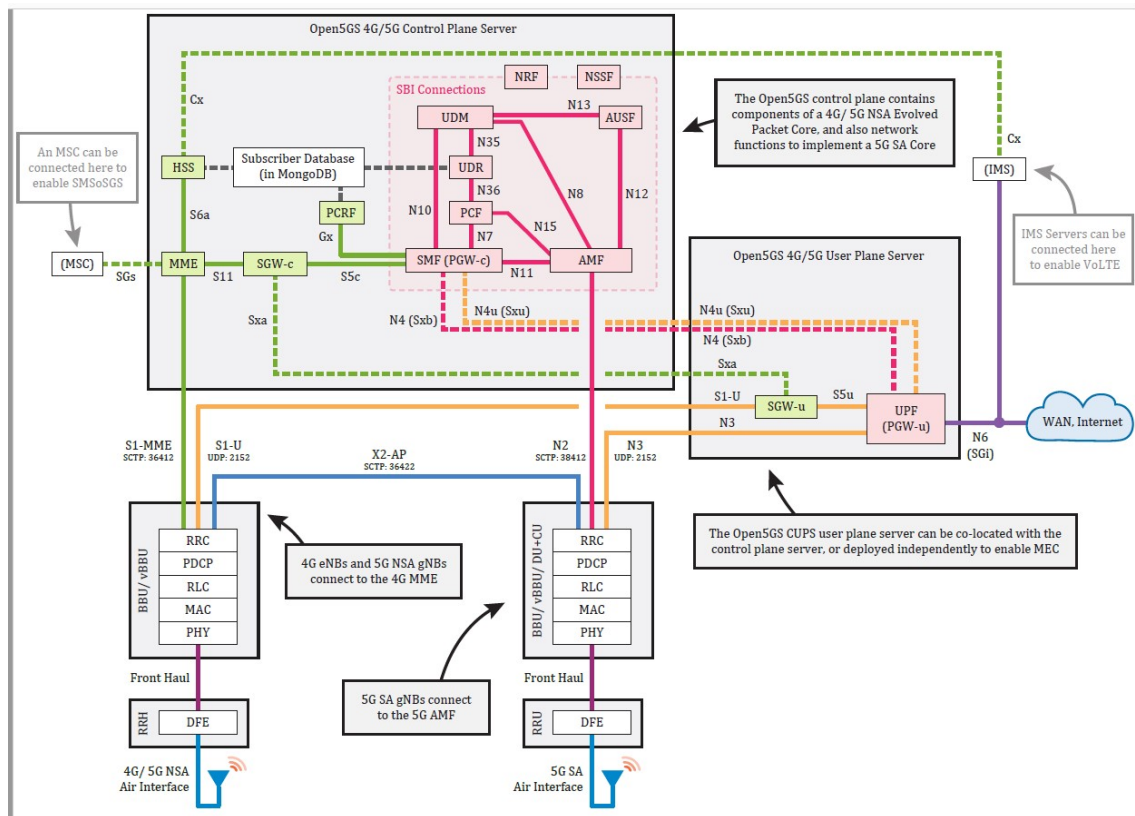 Open5GS 4G/5G Control Plane Server
NRF
NSSF
SBI Connections
Cx
N13
UDM
AUSF
The Open5GS control plane contains
components of a 4G/ 5G NSA Evolved
Packet Core, and also network
functions to implement a 5G SA Core
Cx
An MSC can be
connected here to
enable SMSoSGS
N35
HSS
Subscriber Database
(in MongoDB)
UDR
(IMS)
N36
N8
N12
S6a
PCRF
N10
PCF
N15
Gx
N7
IMS Servers can be
connected here
to enable VoLTE
(MSC)
SGs
MME
S11
SGW-c
S5c
SMF (PGW-c)
N11
AMF
Open5GS 4G/5G User Plane Server
Sxa
N4 (Sxb)
N4u (Sxu)
N4u (Sxu)
N4 (Sxb)
Sxa
S1-U
SGW-u
S5u
UPF
(PGW-u)
N3
N6
(SGi)
WAN, Internet
S1-MME
SCTP: 36412
S1-U
UDP: 2152
X2-AP
SCTP: 36422
N2
SCTP: 38412
N3
UDP: 2152
BBU/ vBBU
RRC
PDCP
RLC
MAC
PHY
4G eNBs and 5G NSA gNBs
connect to the 4G MME
BBU/ vBBU/ DU+CU
RRC
PDCP
RLC
MAC
PHY
The Open5GS CUPS user plane server can be co-located with the
control plane server, or deployed independently to enable MEC
Front Haul
5G SA gNBs connect
to the 5G AMF
Front Haul
RRH
DFE
RRU
DFE
4G/ 5G NSA
Air Interface
5G SA
Air Interface